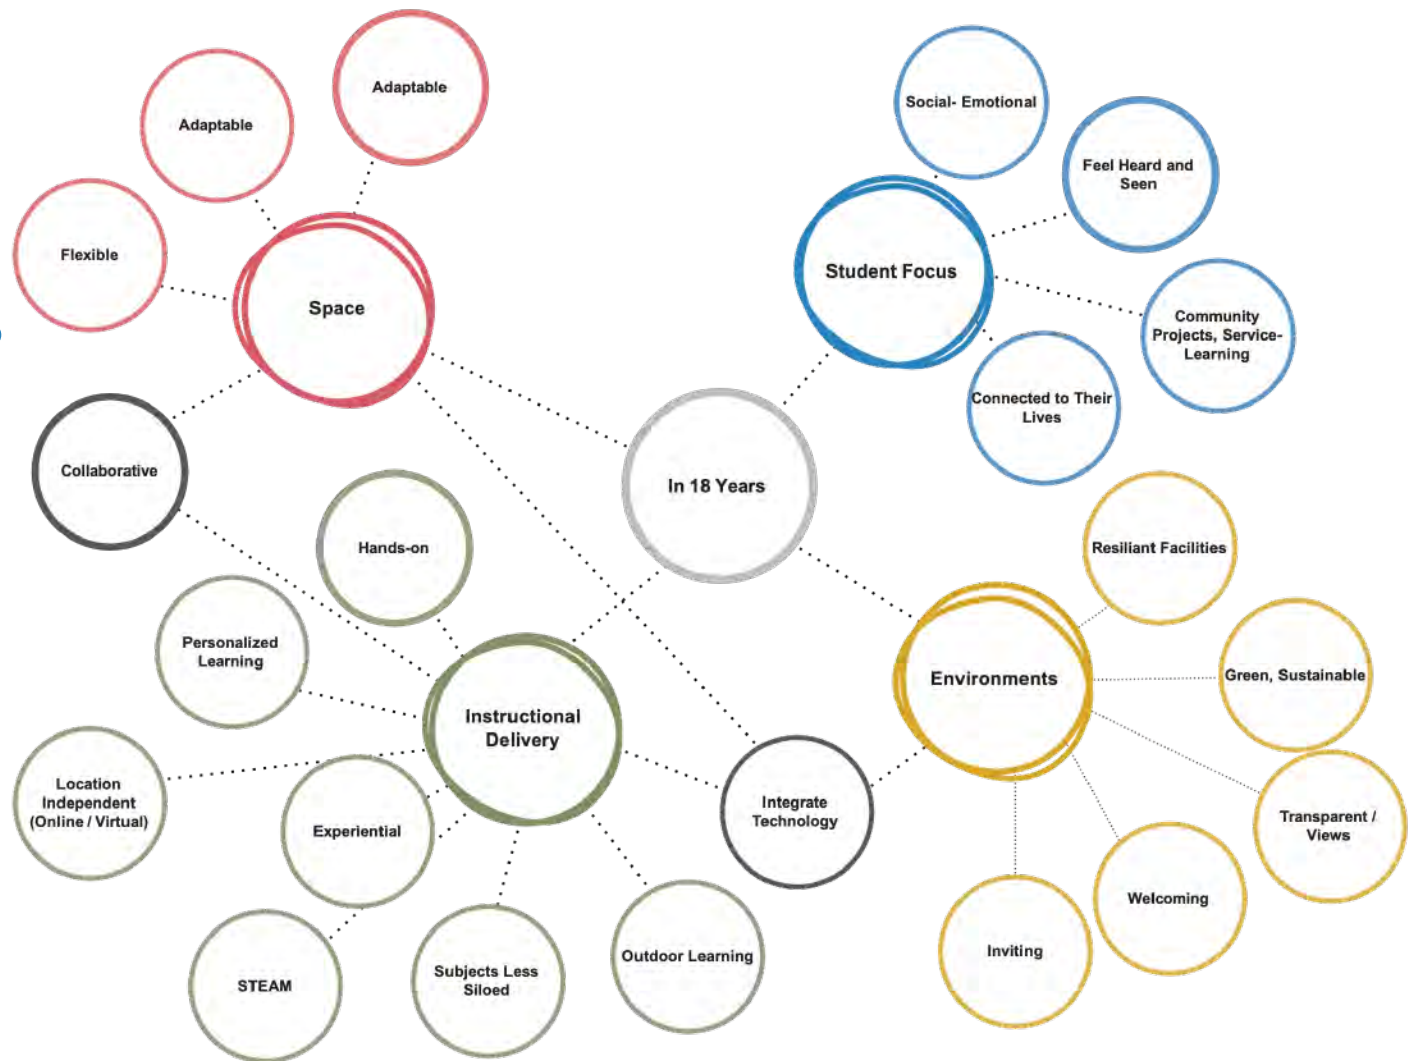 Adaptable
Adaptable
Flexible
Space
Collaborative
Social- Emotional
Feel Heard and
Seen
Student Focus
Community
Projects, Service-
Learning
Connected to Their
Lives
In 18 Years
Hands-on
Personalized
Learning
Instructional
Delivery
Location
Independent
(Online / Virtual)
Experiential
STEAM
Subjects Less
Siloed
Outdoor Learning
Integrate
Technology
Resiliant Facilities
Environments
Green, Sustainable
Transparent /
Views
Welcoming
Inviting